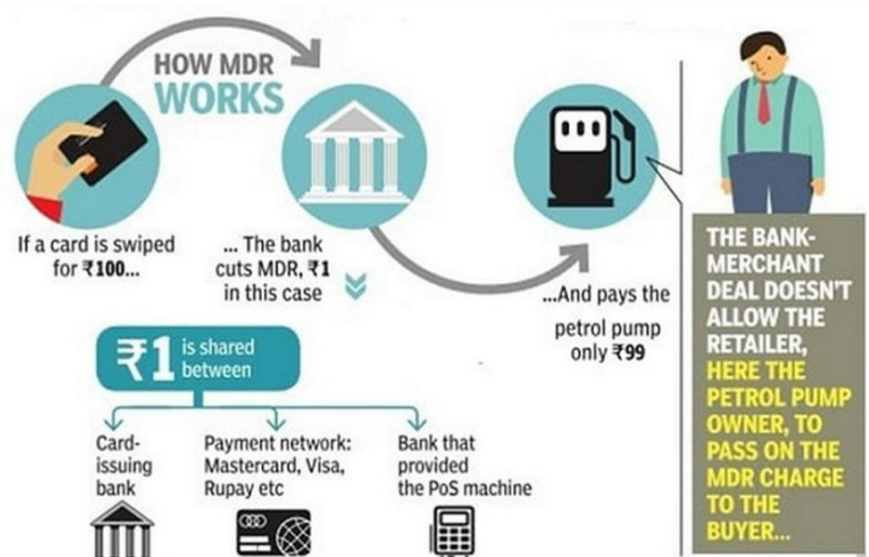 HOW MDR
WORKS
If a card is swiped
for ₹100...
... The bank
cuts MDR, ₹1
in this case
...And pays the
petrol pump
only ₹99
₹1 is shared
between
Card-
issuing
bank
Payment network:
Mastercard, Visa,
Rupay etc
Bank that
provided
the PoS machine
THE BANK-
MERCHANT
DEAL DOESN'T
ALLOW THE
RETAILER,
HERE THE
PETROL PUMP
OWNER, TO
PASS ON THE
MDR CHARGE
TO THE
BUYER...